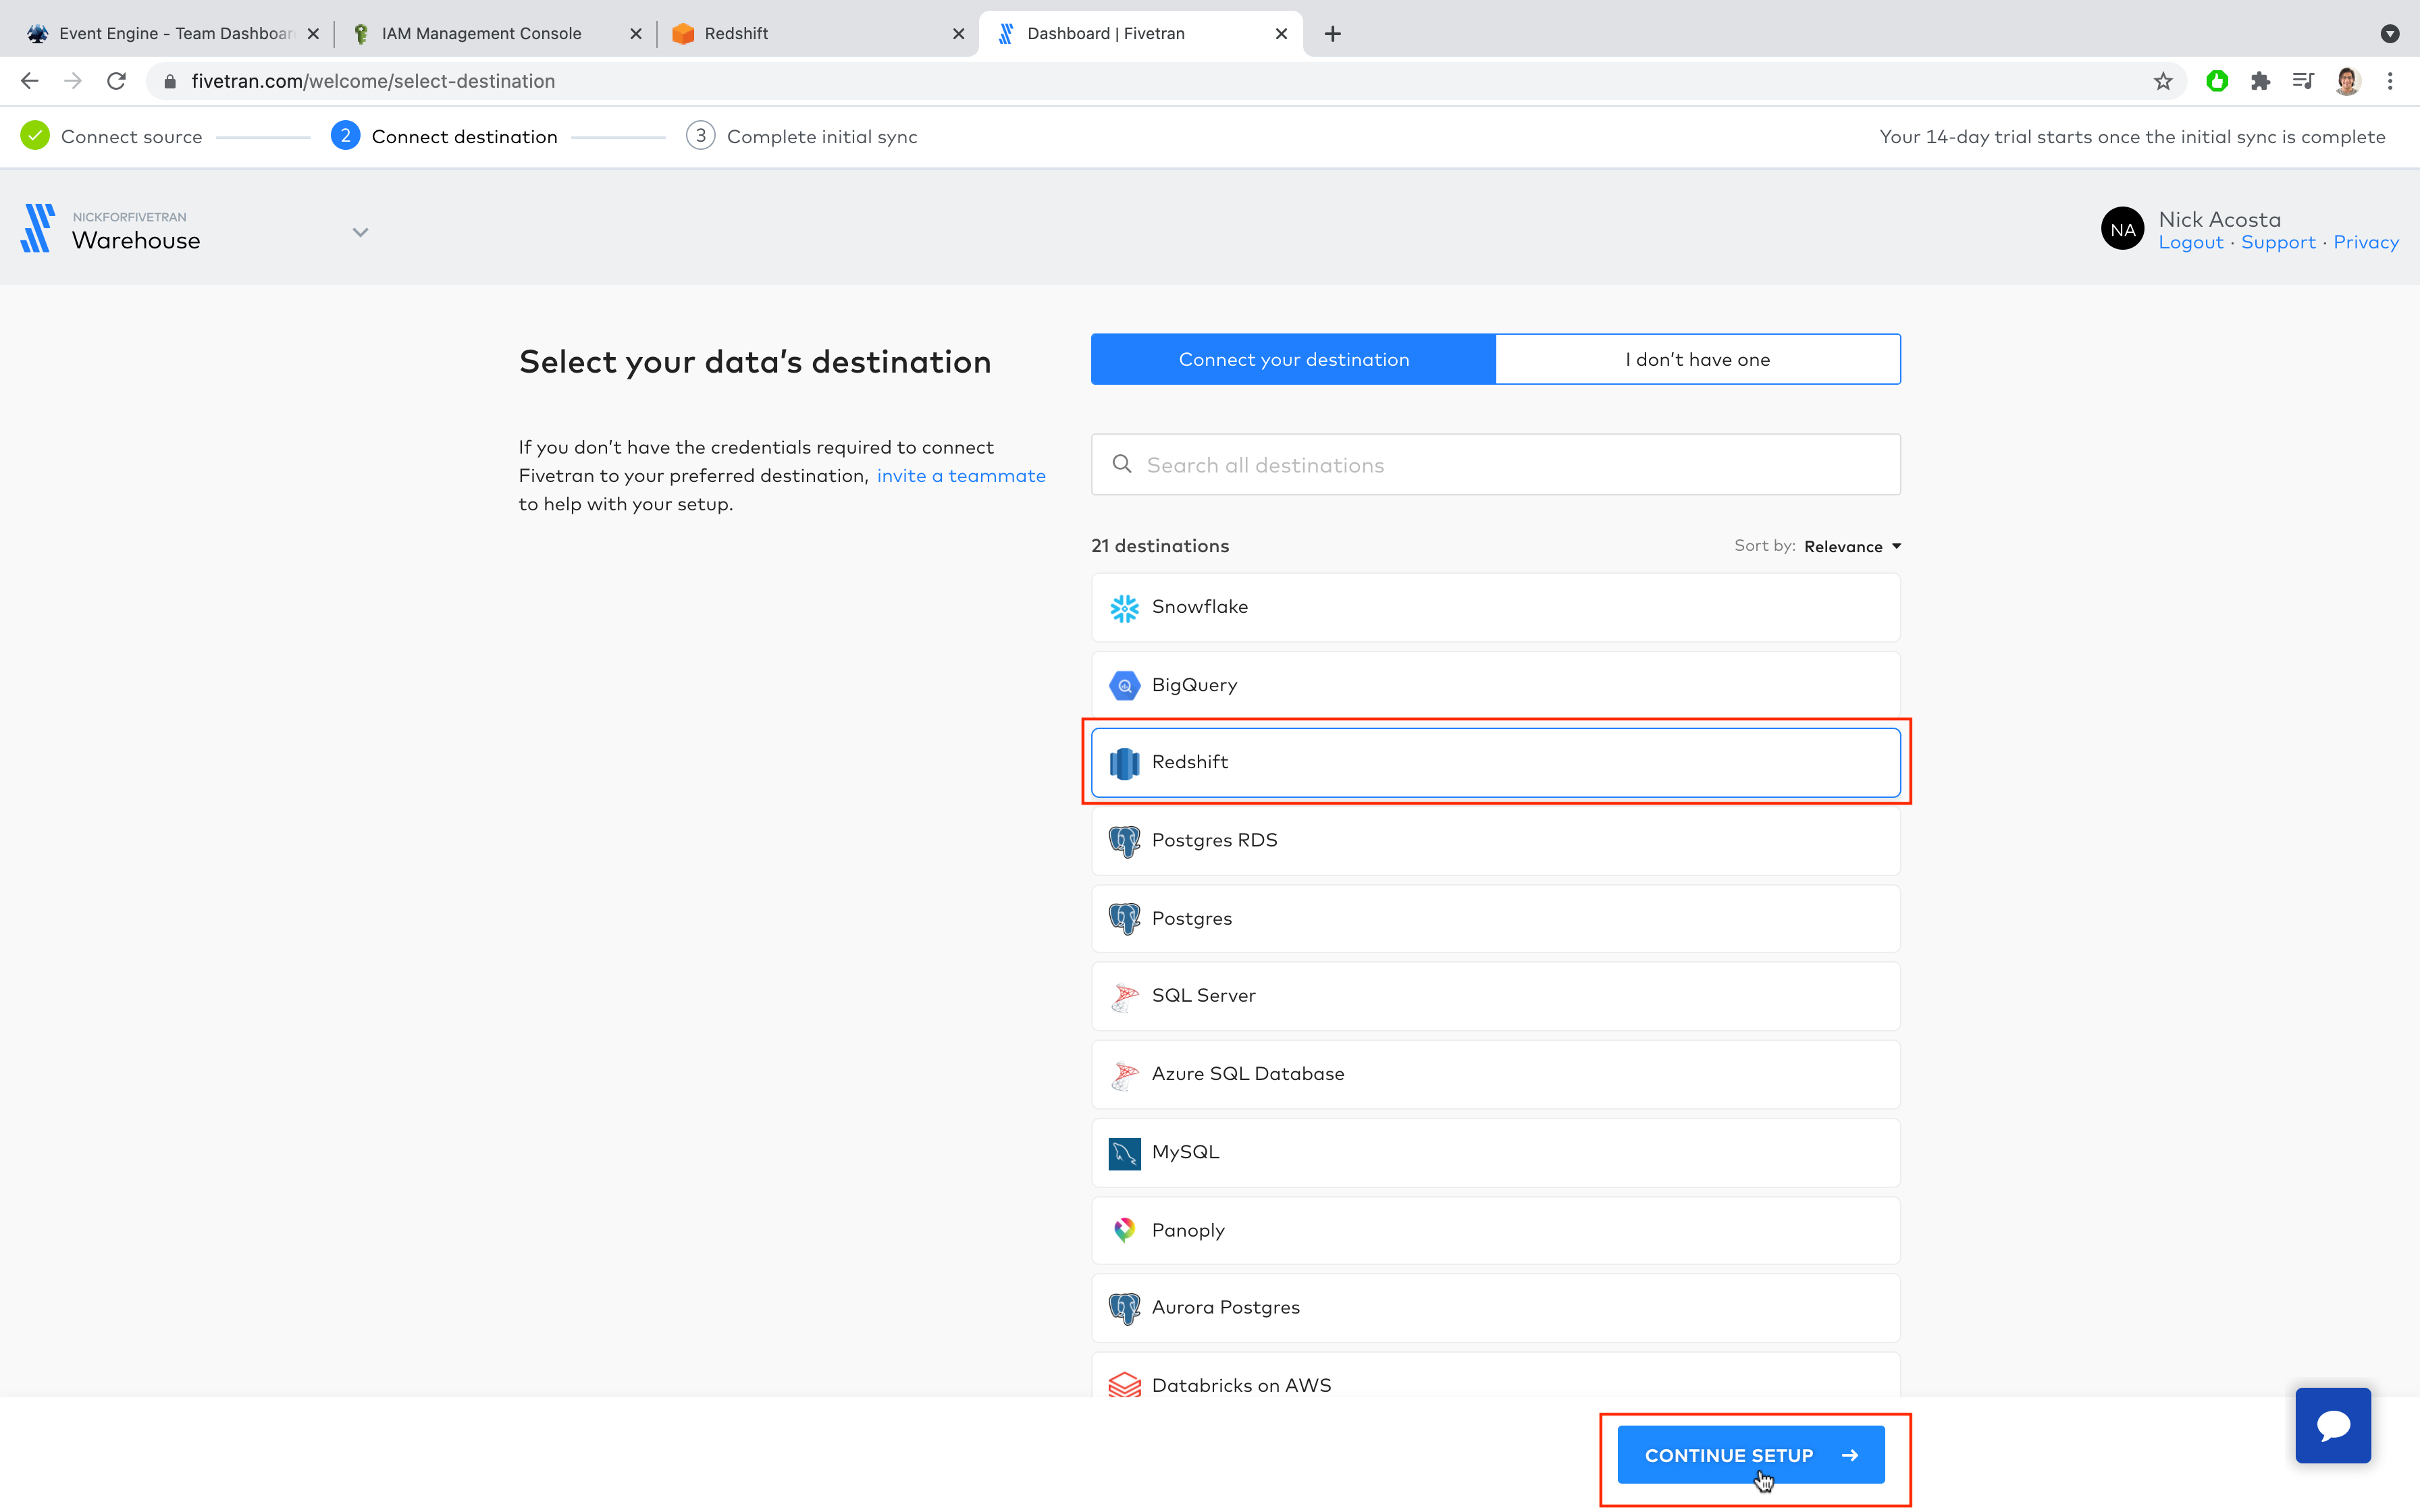 Event Engine - Team Dashboar
IAM Management Console
Redshift
Dashboard | Fivetran
fivetran.com/welcome/select-destination
Connect source
2 Connect destination
3 Complete initial sync
Your 14-day trial starts once the initial sync is complete
NICKFORFIVETRAN
Warehouse
NA
Nick Acosta
Logout · Support · Privacy
Select your data's destination
If you don't have the credentials required to connect
Fivetran to your preferred destination, invite a teammate
to help with your setup.
Connect your destination
I don't have one
Search all destinations
21 destinations
Sort by: Relevance
Snowflake
BigQuery
Redshift
Postgres RDS
Postgres
SQL Server
Azure SQL Database
MySQL
Panoply
Aurora Postgres
Databricks on AWS
CONTINUE SETUP →